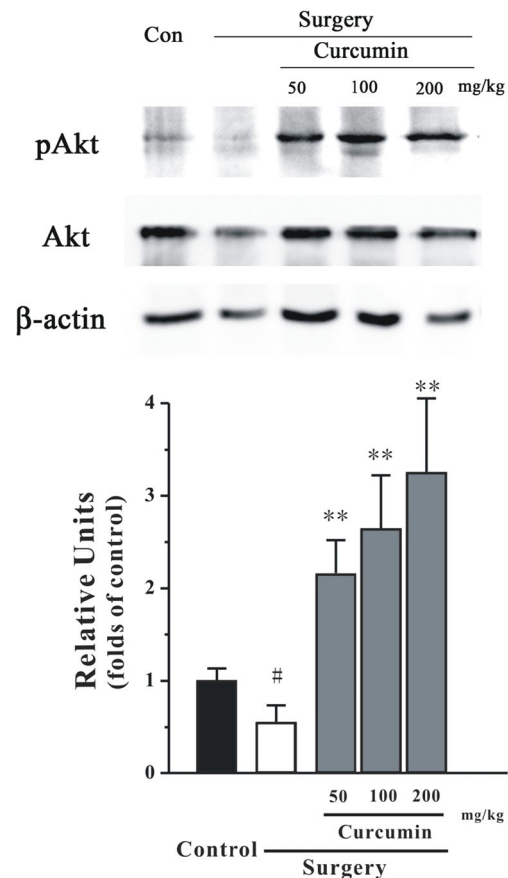 Con
Surgery
Curcumin
50 100 200 mg/kg
pAkt
Akt
β-actin
Relative Units
(folds of control)
4
3
2
1
0
#
**
**
**
50 100 200
mg/kg
Curcumin
Control
Surgery